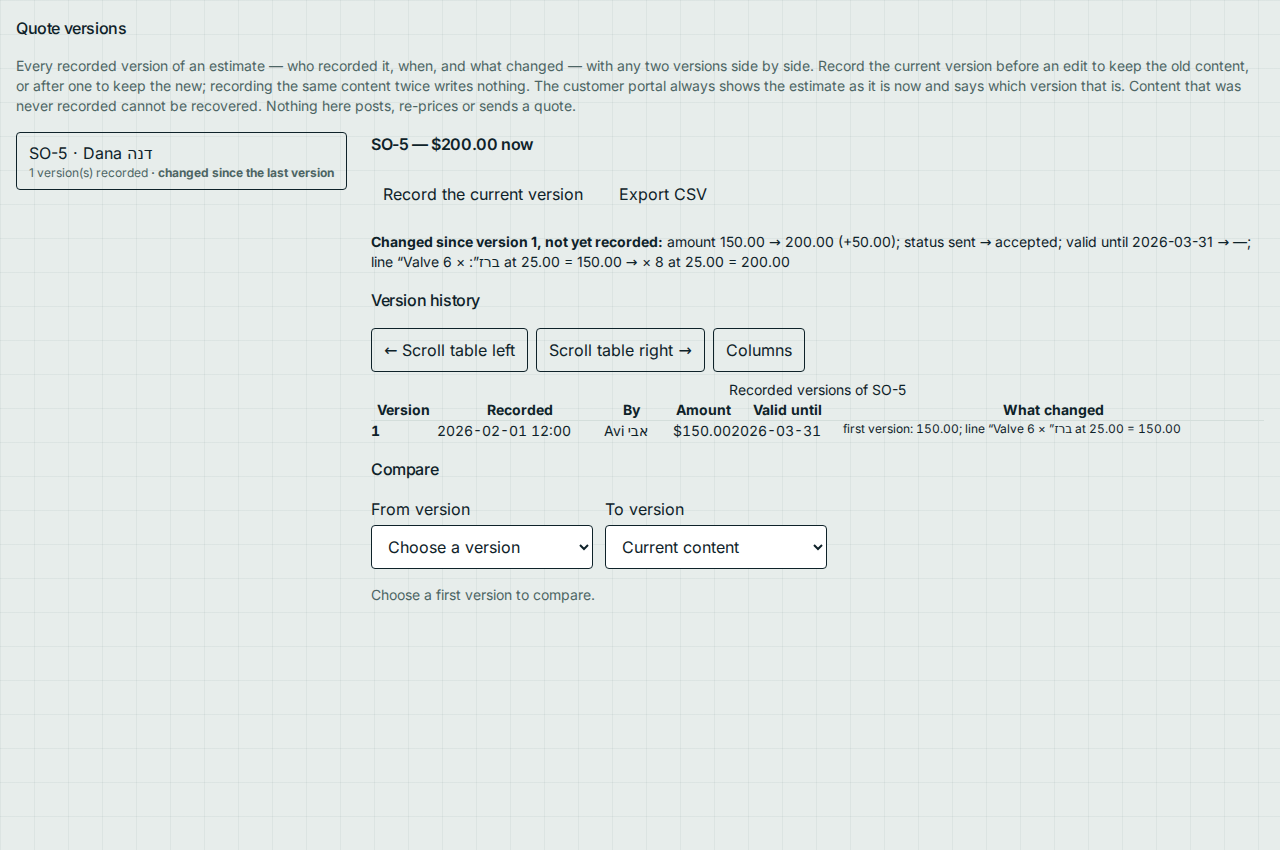 Quote versions
Every recorded version of an estimate — who recorded it, when, and what changed — with any two versions side by side. Record the current version before an edit to keep the old content,
or after one to keep the new; recording the same content twice writes nothing. The customer portal always shows the estimate as it is now and says which version that is. Content that was
never recorded cannot be recovered. Nothing here posts, re-prices or sends a quote.
SO-5 · Dana דנה
1 version(s) recorded · changed since the last version
SO-5 — $200.00 now
Record the current version Export CSV
Changed since version 1, not yet recorded: amount 150.00 → 200.00 (+50.00); status sent → accepted; valid until 2026-03-31 → —;
line “Valve ברז”: × 6 at 25.00 = 150.00 → × 8 at 25.00 = 200.00
Version history
← Scroll table left Scroll table right → Columns
Recorded versions of SO-5
Version Recorded By Amount Valid until What changed
1 2026-02-01 12:00 Avi אבי $150.00 2026-03-31 first version: 150.00; line “Valve ברז” × 6 at 25.00 = 150.00
Compare
From version To version
Choose a version Current content
Choose a first version to compare.